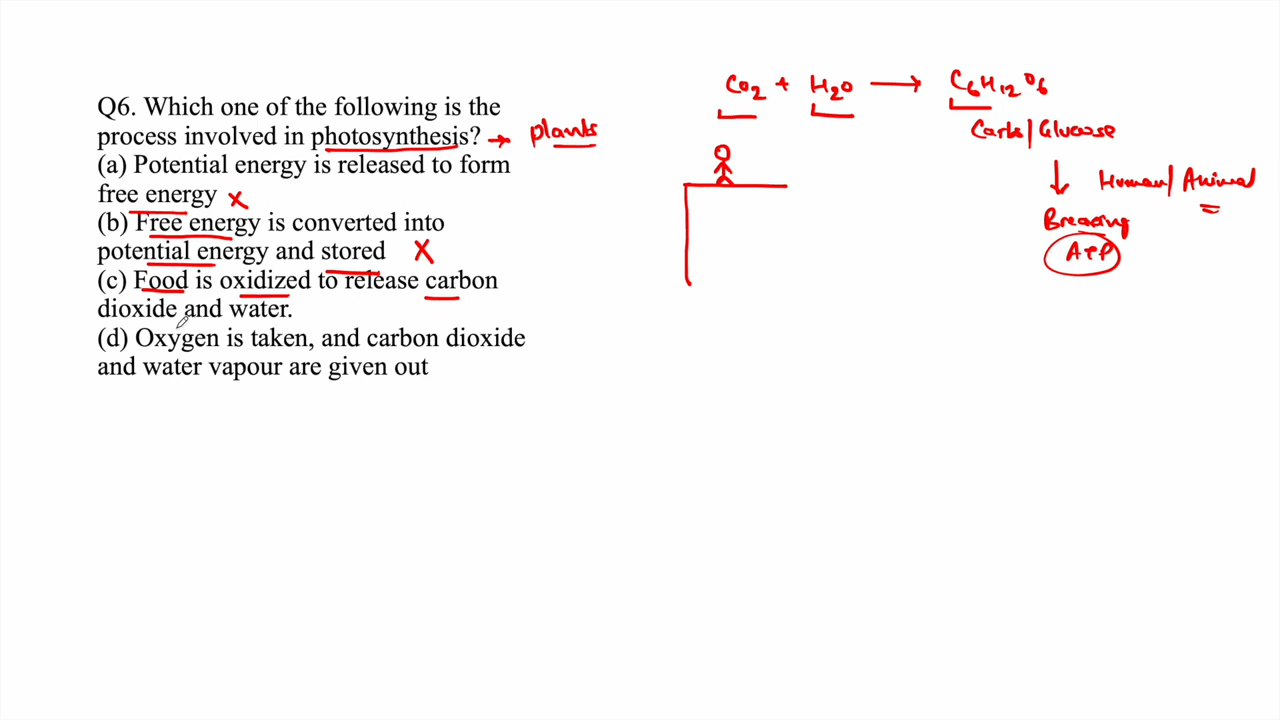 Q6. Which one of the following is the
process involved in photosynthesis? → plants
(a) Potential energy is released to form
free energy x
(b) Free energy is converted into
potential energy and stored X
(c) Food is oxidized to release carbon
dioxide and water.
(d) Oxygen is taken, and carbon dioxide
and water vapour are given out
CO2 + H2O → C6H12O6
Carbs/Glucose
Human/Animal
Breaking
ATP